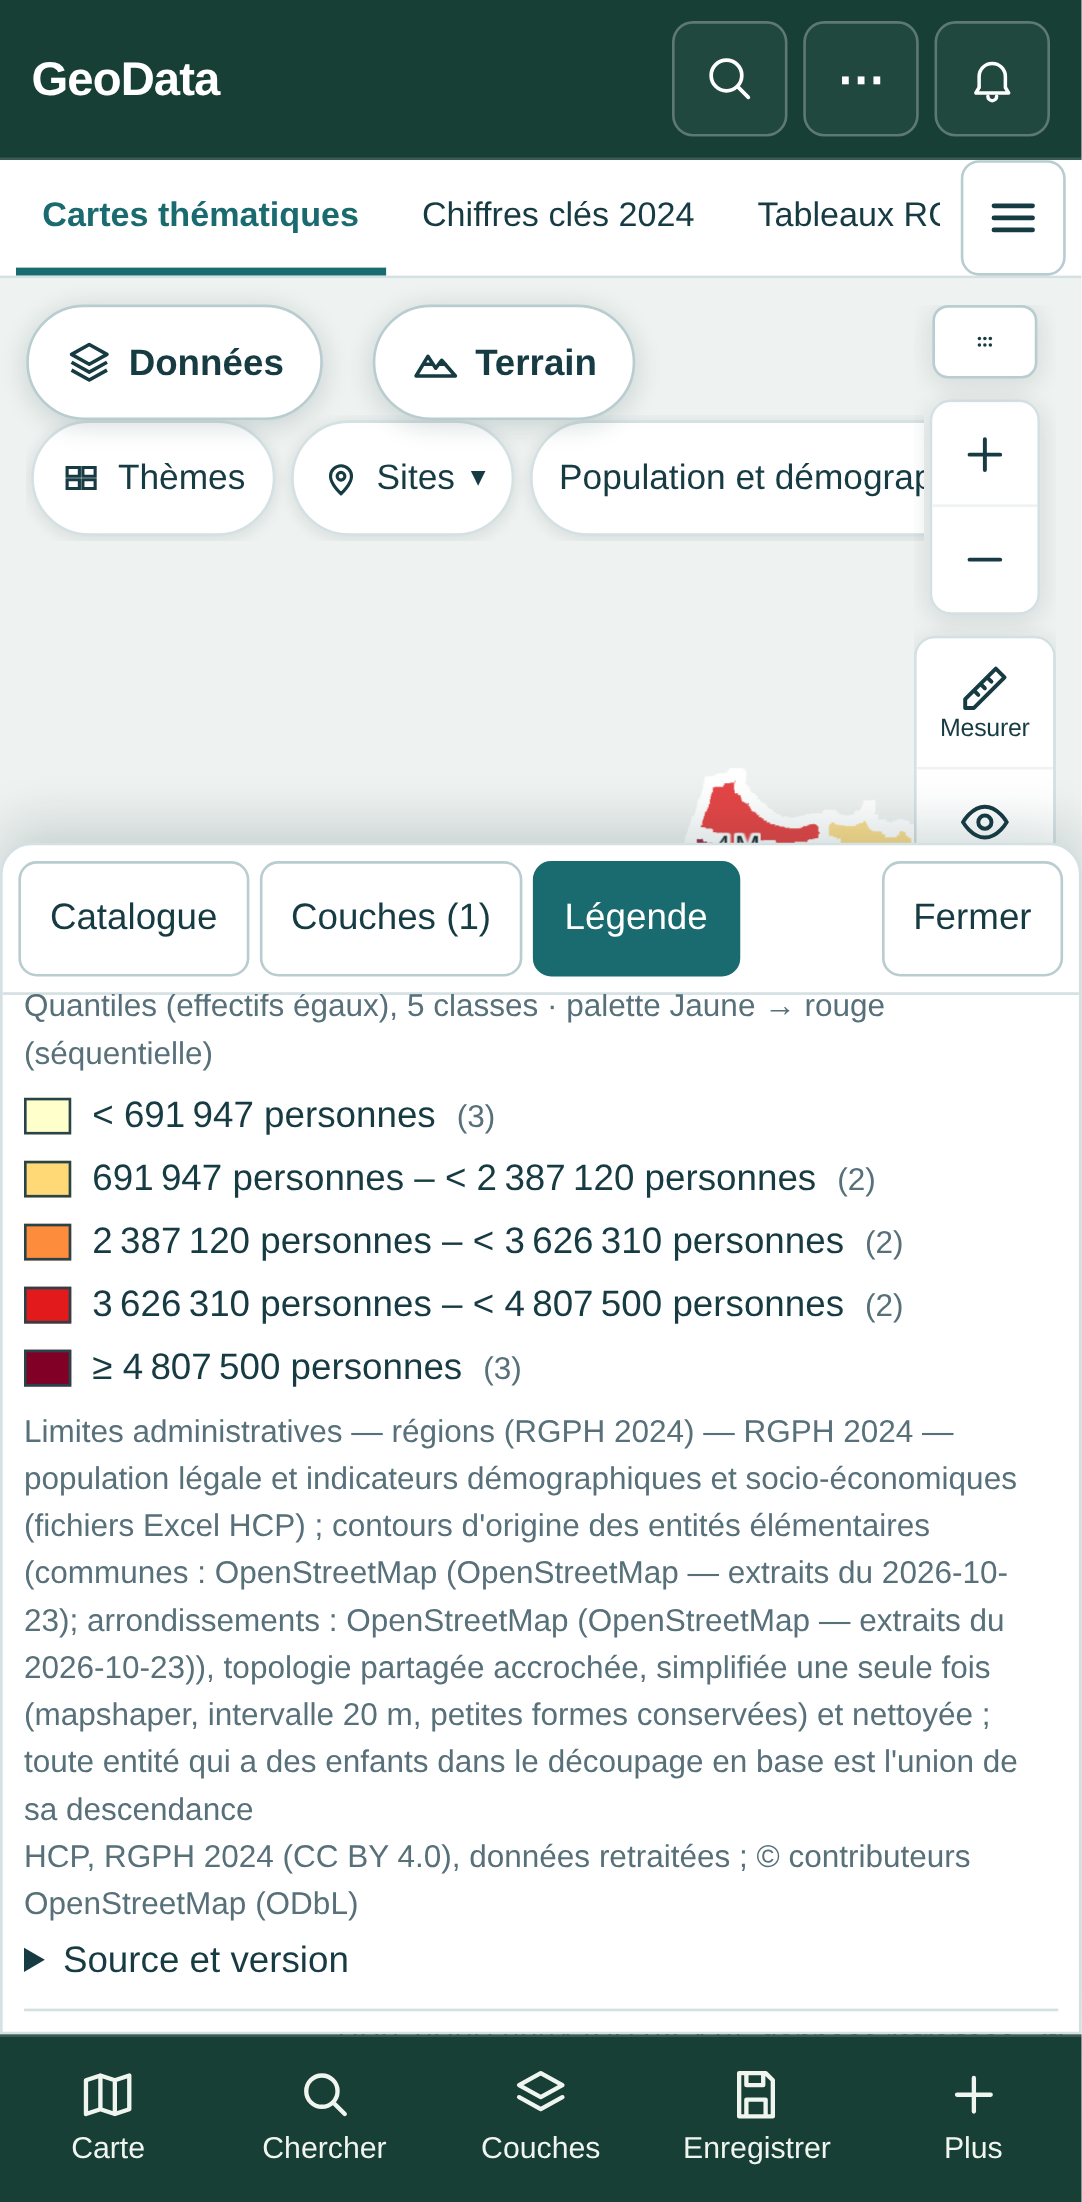 GeoData
Cartes thématiques
Chiffres clés 2024
Tableaux
Données
Terrain
Thèmes
Sites ▾
Population et
Mesurer
Catalogue
Couches (1)
Légende
Fermer
Quantiles (effectifs égaux), 5 classes · palette Jaune → rouge
(séquentielle)
< 691 947 personnes (3)
691 947 personnes – < 2 387 120 personnes (2)
2 387 120 personnes – < 3 626 310 personnes (2)
3 626 310 personnes – < 4 807 500 personnes (2)
≥ 4 807 500 personnes (3)
Limites administratives — régions (RGPH 2024) — RGPH 2024 —
population légale et indicateurs démographiques et socio-économiques
(fichiers Excel HCP) ; contours d'origine des entités élémentaires
(communes : OpenStreetMap (OpenStreetMap — extraits du 2026-10-
23); arrondissements : OpenStreetMap (OpenStreetMap — extraits du
2026-10-23)), topologie partagée accrochée, simplifiée une seule fois
(mapshaper, intervalle 20 m, petites formes conservées) et nettoyée ;
toute entité qui a des enfants dans le découpage en base est l'union de
sa descendance
HCP, RGPH 2024 (CC BY 4.0), données retraitées ; © contributeurs
OpenStreetMap (ODbL)
▶ Source et version
Carte
Chercher
Couches
Enregistrer
Plus